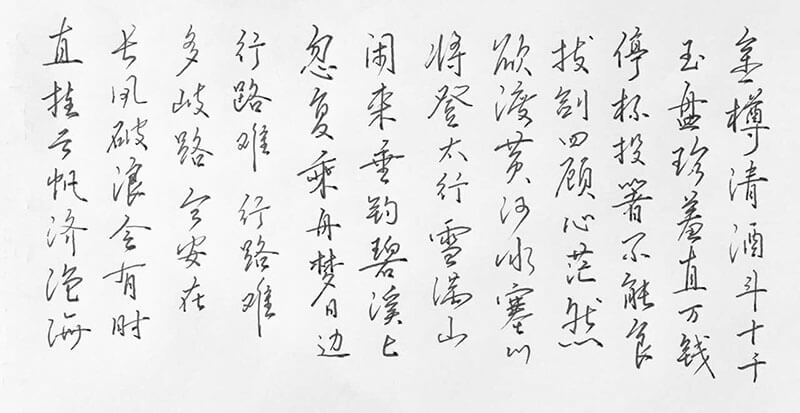 金樽清酒斗十千
玉盘珍羞直万钱
停杯投箸不能食
拔剑四顾心茫然
欲渡黄河冰塞川
将登太行雪满山
闲来垂钓碧溪上
忽复乘舟梦日边
行路难 行路难
多歧路 今安在
长风破浪会有时
直挂云帆济沧海